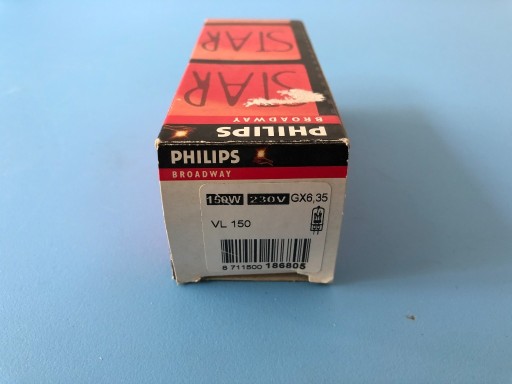 STAR
STAR
PHILIPS
BROADWAY
PHILIPS
BROADWAY
150W 230V GX6,35
VL 150
8 711500 186805